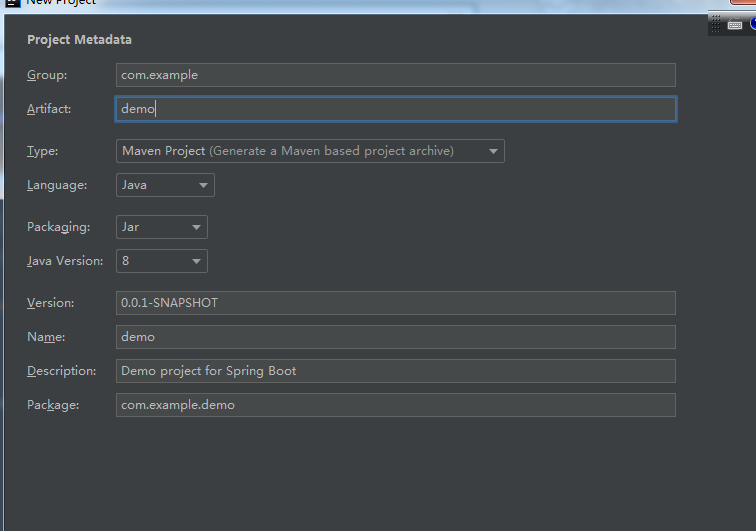 New Project
Project Metadata
Group: com.example
Artifact: demo
Type: Maven Project (Generate a Maven based project archive)
Language: Java
Packaging: Jar
Java Version: 8
Version: 0.0.1-SNAPSHOT
Name: demo
Description: Demo project for Spring Boot
Package: com.example.demo